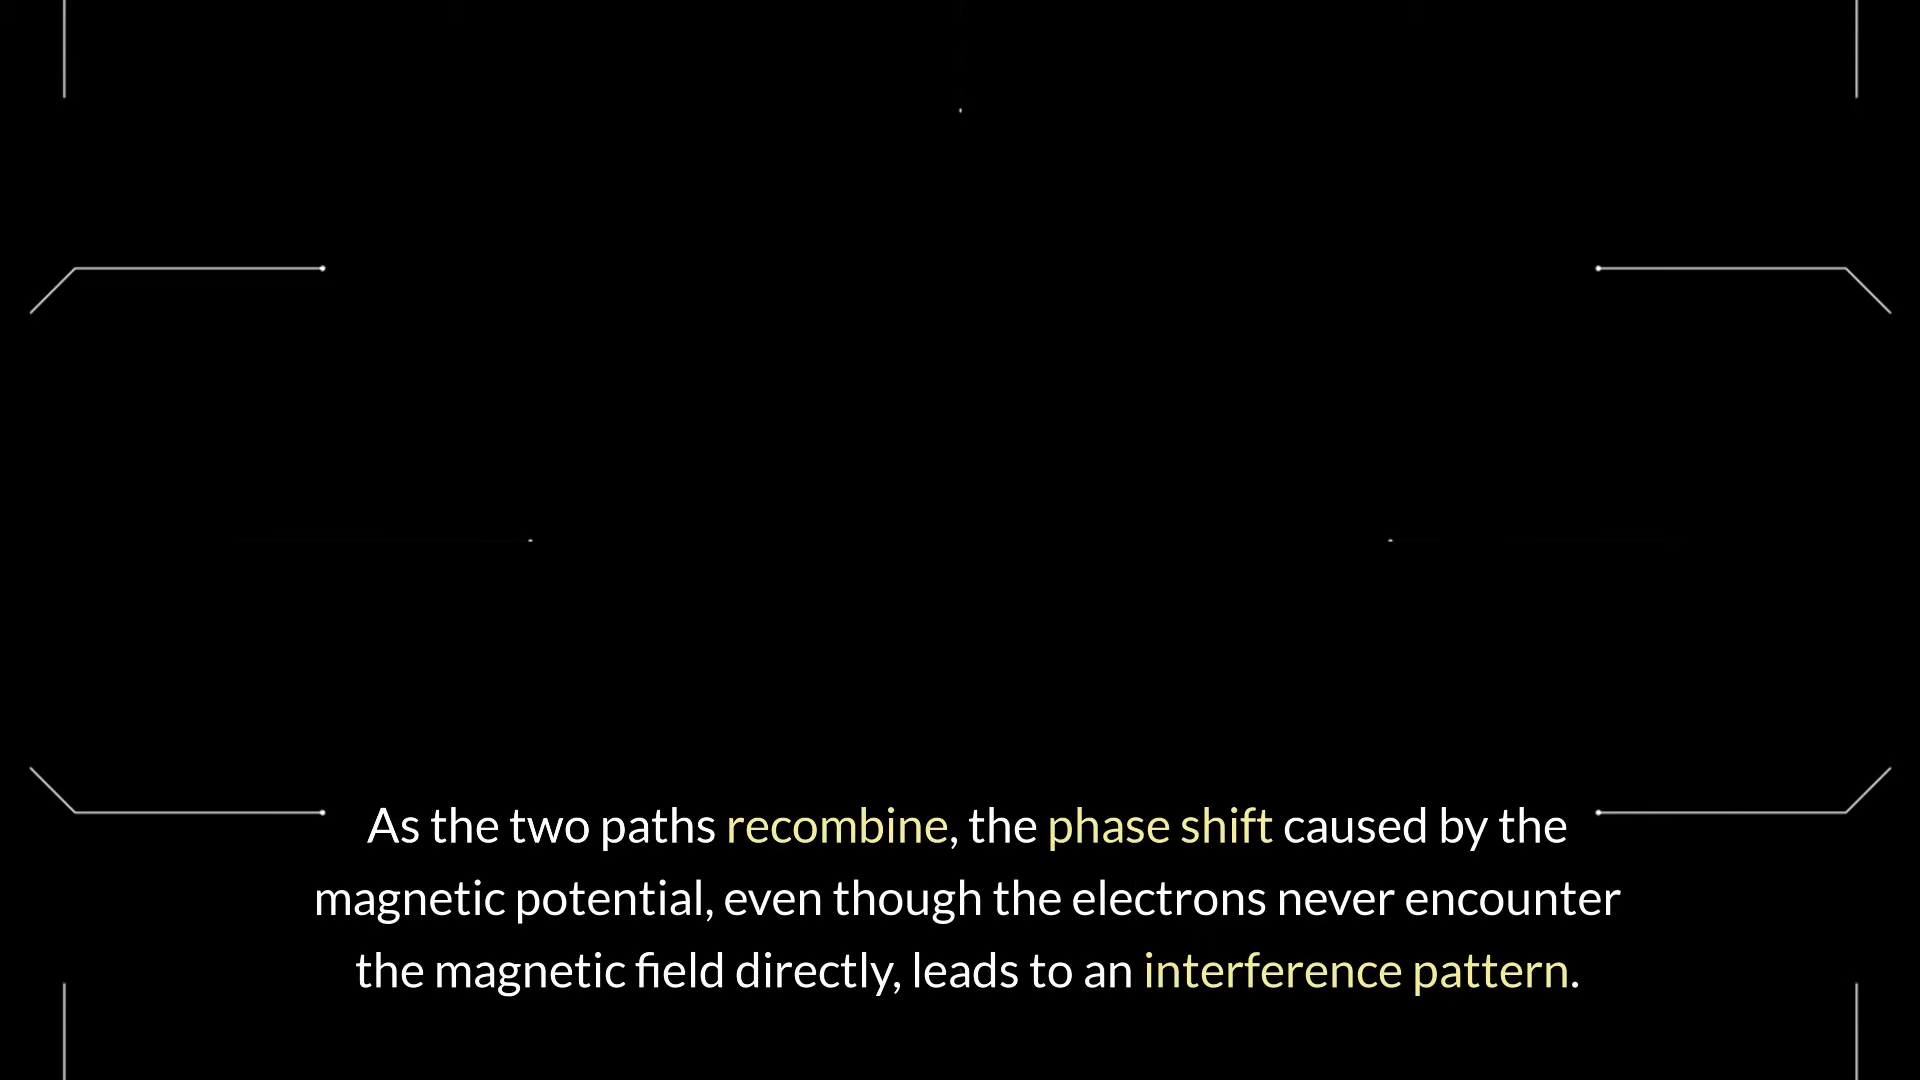 As the two paths recombine, the phase shift caused by the
magnetic potential, even though the electrons never encounter
the magnetic field directly, leads to an interference pattern.